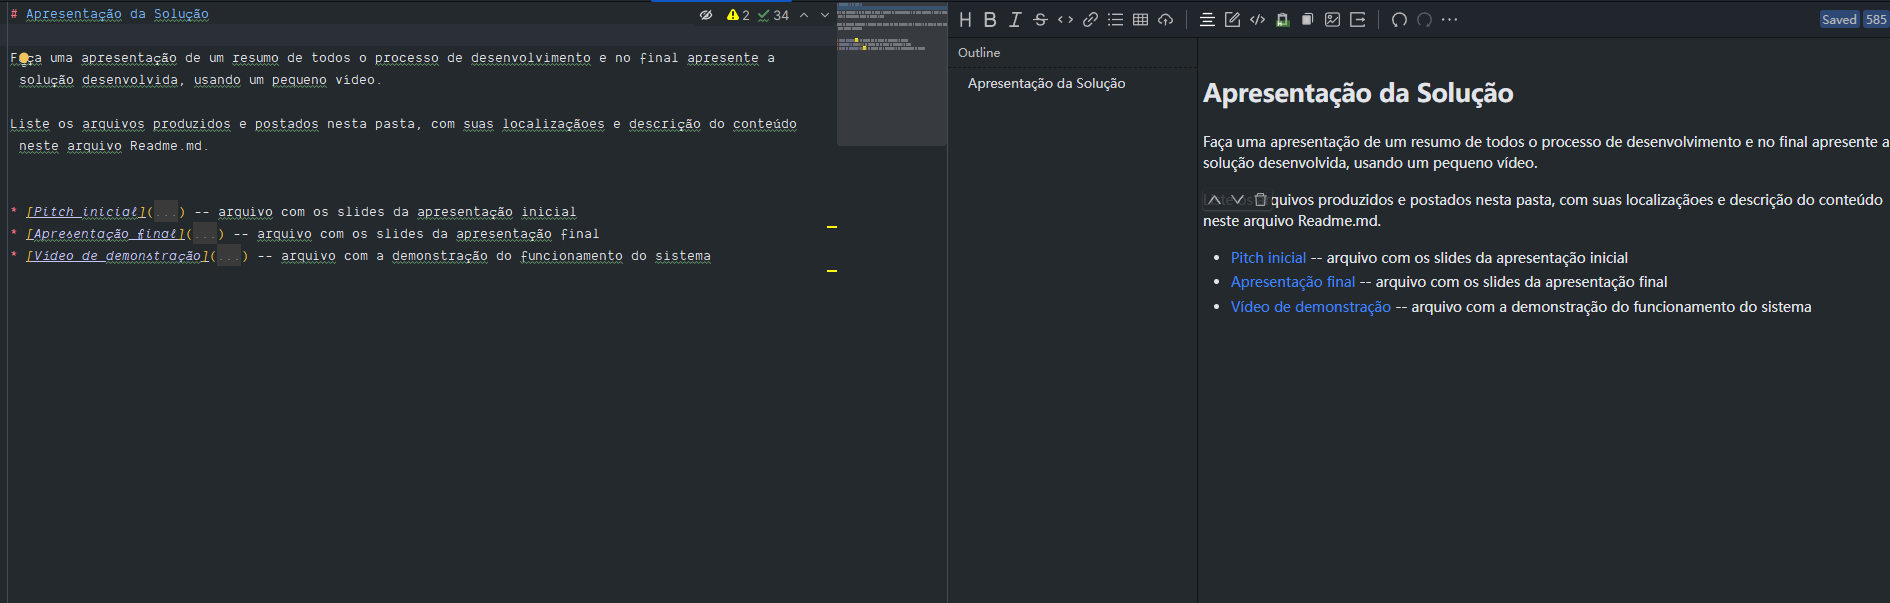 # Apresentação da Solução
2 34
Faça uma apresentação de um resumo de todos o processo de desenvolvimento e no final apresente a
solução desenvolvida, usando um pequeno vídeo.
Liste os arquivos produzidos e postados nesta pasta, com suas localizaçãoes e descrição do conteúdo
neste arquivo Readme.md.
* [Pitch inicial](...) -- arquivo com os slides da apresentação inicial
* [Apresentação final](...) -- arquivo com os slides da apresentação final
* [Vídeo de demonstração](...) -- arquivo com a demonstração do funcionamento do sistema
Saved 585
Outline
Apresentação da Solução
Apresentação da Solução
Faça uma apresentação de um resumo de todos o processo de desenvolvimento e no final apresente a
solução desenvolvida, usando um pequeno vídeo.
quivos produzidos e postados nesta pasta, com suas localizaçãoes e descrição do conteúdo
neste arquivo Readme.md.
• Pitch inicial -- arquivo com os slides da apresentação inicial
• Apresentação final -- arquivo com os slides da apresentação final
• Vídeo de demonstração -- arquivo com a demonstração do funcionamento do sistema